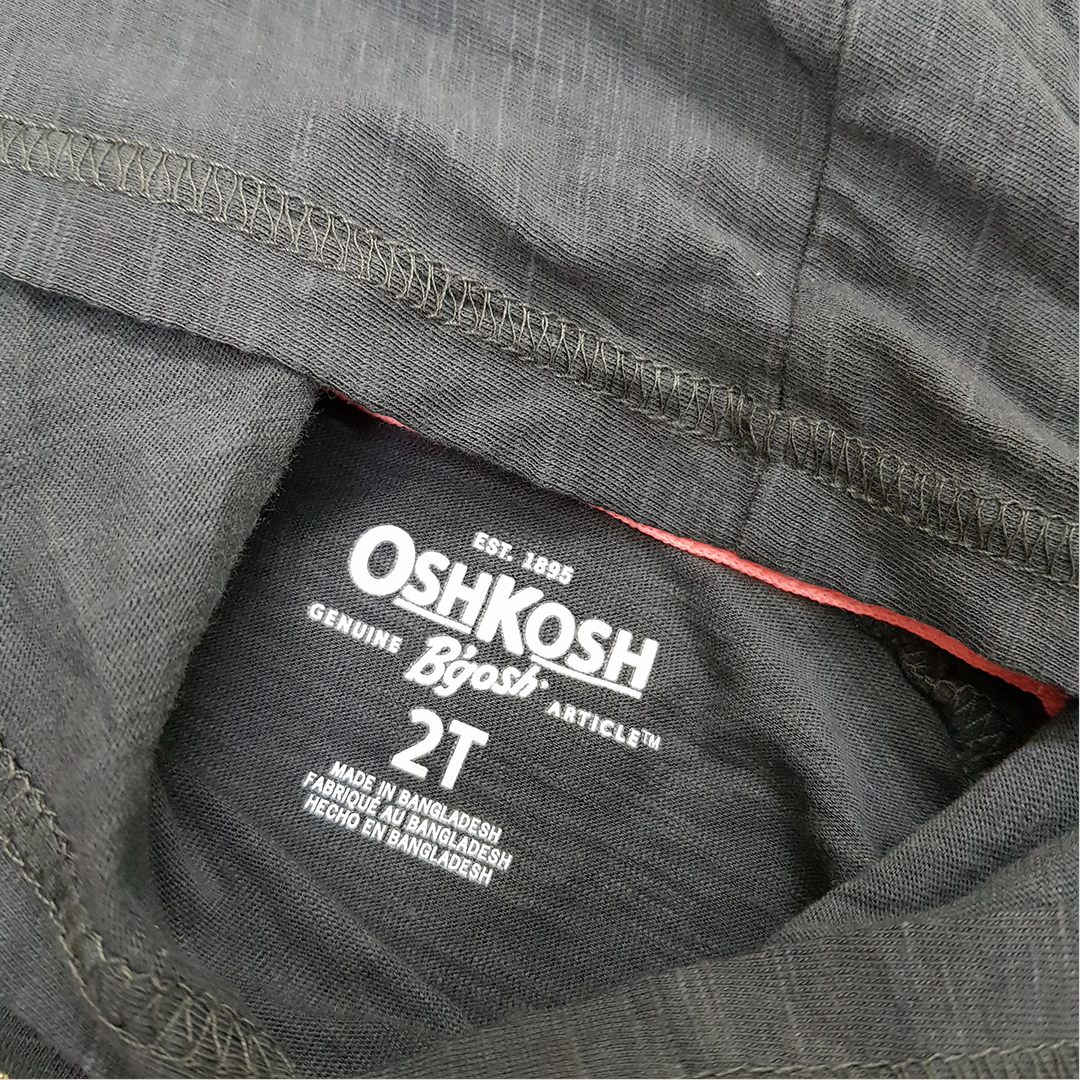 EST. 1895
OSHKOSH
GENUINE B'gosh ARTICLE™
2T
MADE IN BANGLADESH
FABRIQUÉ AU BANGLADESH
HECHO EN BANGLADESH